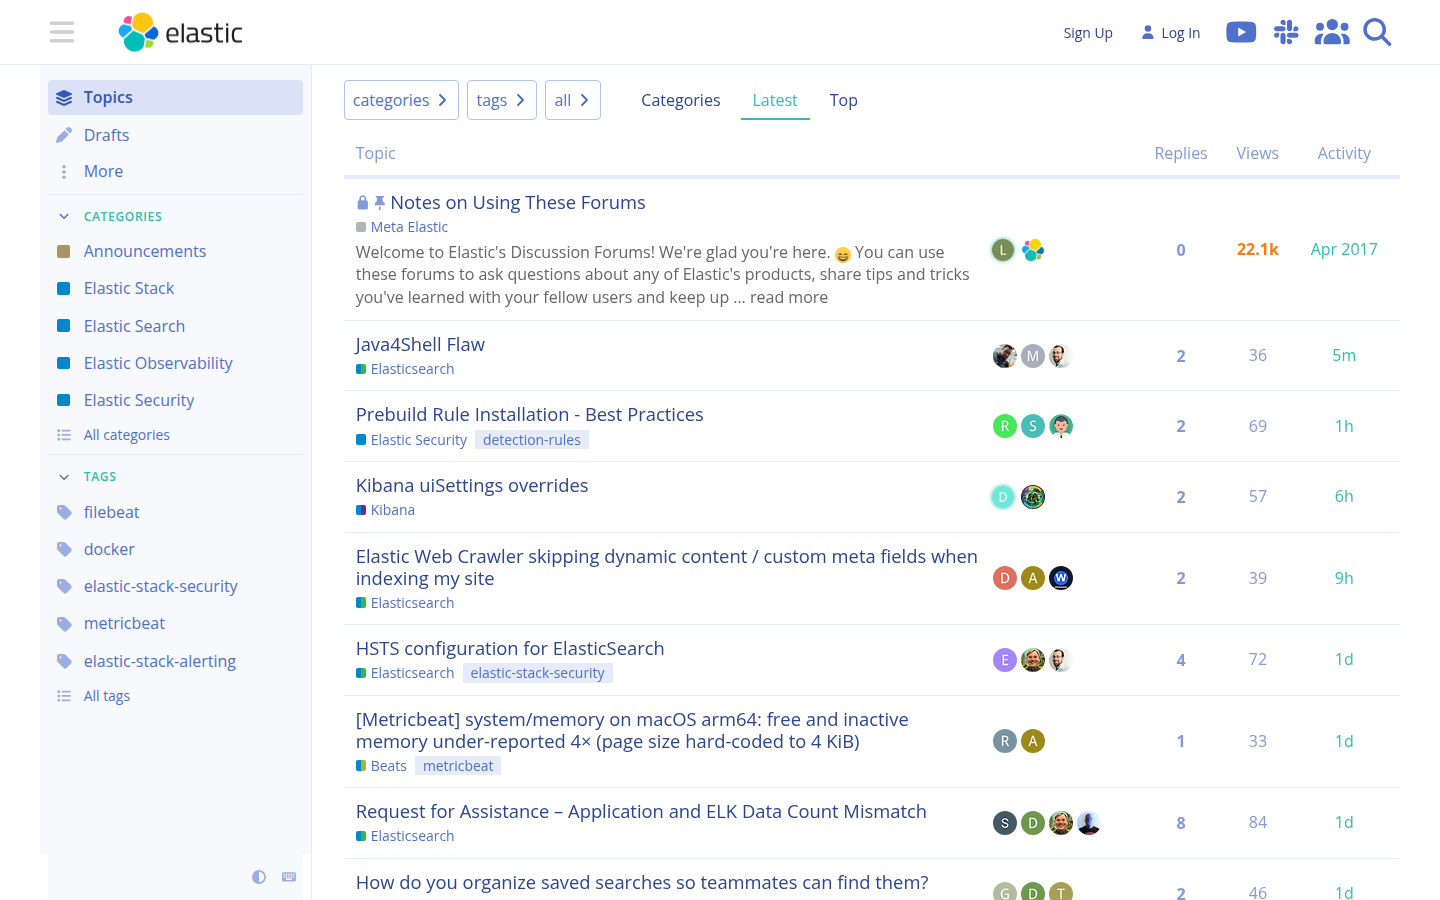 elastic
Sign Up
Log In
Topics
Drafts
More
CATEGORIES
Announcements
Elastic Stack
Elastic Search
Elastic Observability
Elastic Security
All categories
TAGS
filebeat
docker
elastic-stack-security
metricbeat
elastic-stack-alerting
All tags
categories
tags
all
Categories
Latest
Top
Topic
Replies
Views
Activity
Notes on Using These Forums
Meta Elastic
Welcome to Elastic's Discussion Forums! We're glad you're here. 😄 You can use
these forums to ask questions about any of Elastic's products, share tips and tricks
you've learned with your fellow users and keep up ... read more
L
0
22.1k
Apr 2017
Java4Shell Flaw
Elasticsearch
M
2
36
5m
Prebuild Rule Installation - Best Practices
Elastic Security
detection-rules
R
S
2
69
1h
Kibana uiSettings overrides
Kibana
D
2
57
6h
Elastic Web Crawler skipping dynamic content / custom meta fields when
indexing my site
Elasticsearch
D
A
W
2
39
9h
HSTS configuration for ElasticSearch
Elasticsearch
elastic-stack-security
E
4
72
1d
[Metricbeat] system/memory on macOS arm64: free and inactive
memory under-reported 4× (page size hard-coded to 4 KiB)
Beats
metricbeat
R
A
1
33
1d
Request for Assistance – Application and ELK Data Count Mismatch
Elasticsearch
S
D
8
84
1d
How do you organize saved searches so teammates can find them?
G
D
T
2
46
1d